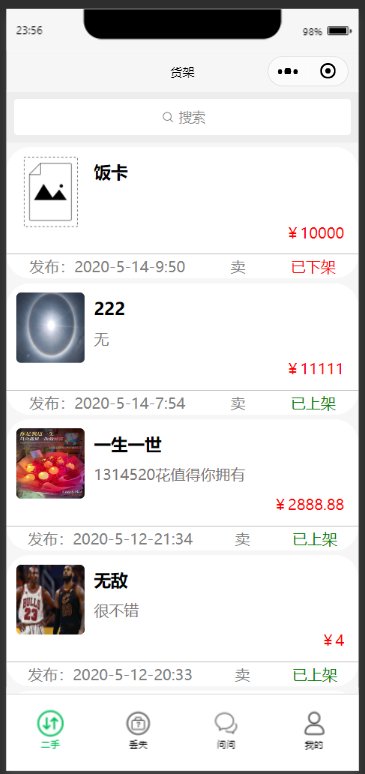 23:56
98%
货架
搜索
饭卡
￥10000
发布：2020-5-14-9:50 卖 已下架
222
无
￥11111
发布：2020-5-14-7:54 卖 已上架
一生一世
1314520花值得你拥有
￥2888.88
发布：2020-5-12-21:34 卖 已上架
无敌
很不错
BULLS
23
￥4
发布：2020-5-12-20:33 卖 已上架
二手 丢失 问问 我的